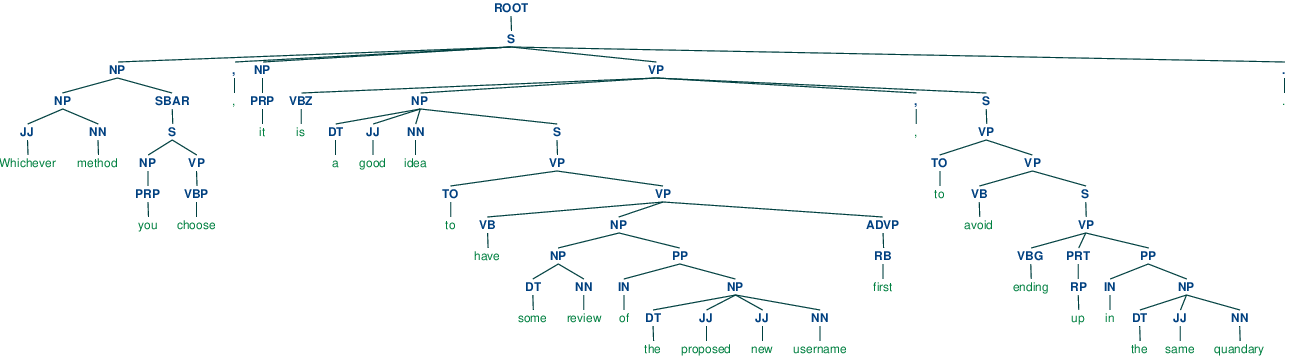 ROOT
S
NP , NP VP .
NP SBAR , PRP VBZ NP , S .
JJ NN S it is DT JJ NN S , VP
Whichever method NP VP a good idea VP TO VP
PRP VBP TO VP to VB S
you choose to VB NP ADVP avoid VP
have NP PP RB VBG PRT PP
DT NN IN NP first ending RP IN NP
some review of DT JJ JJ NN up in DT JJ NN
the proposed new username the same quandary